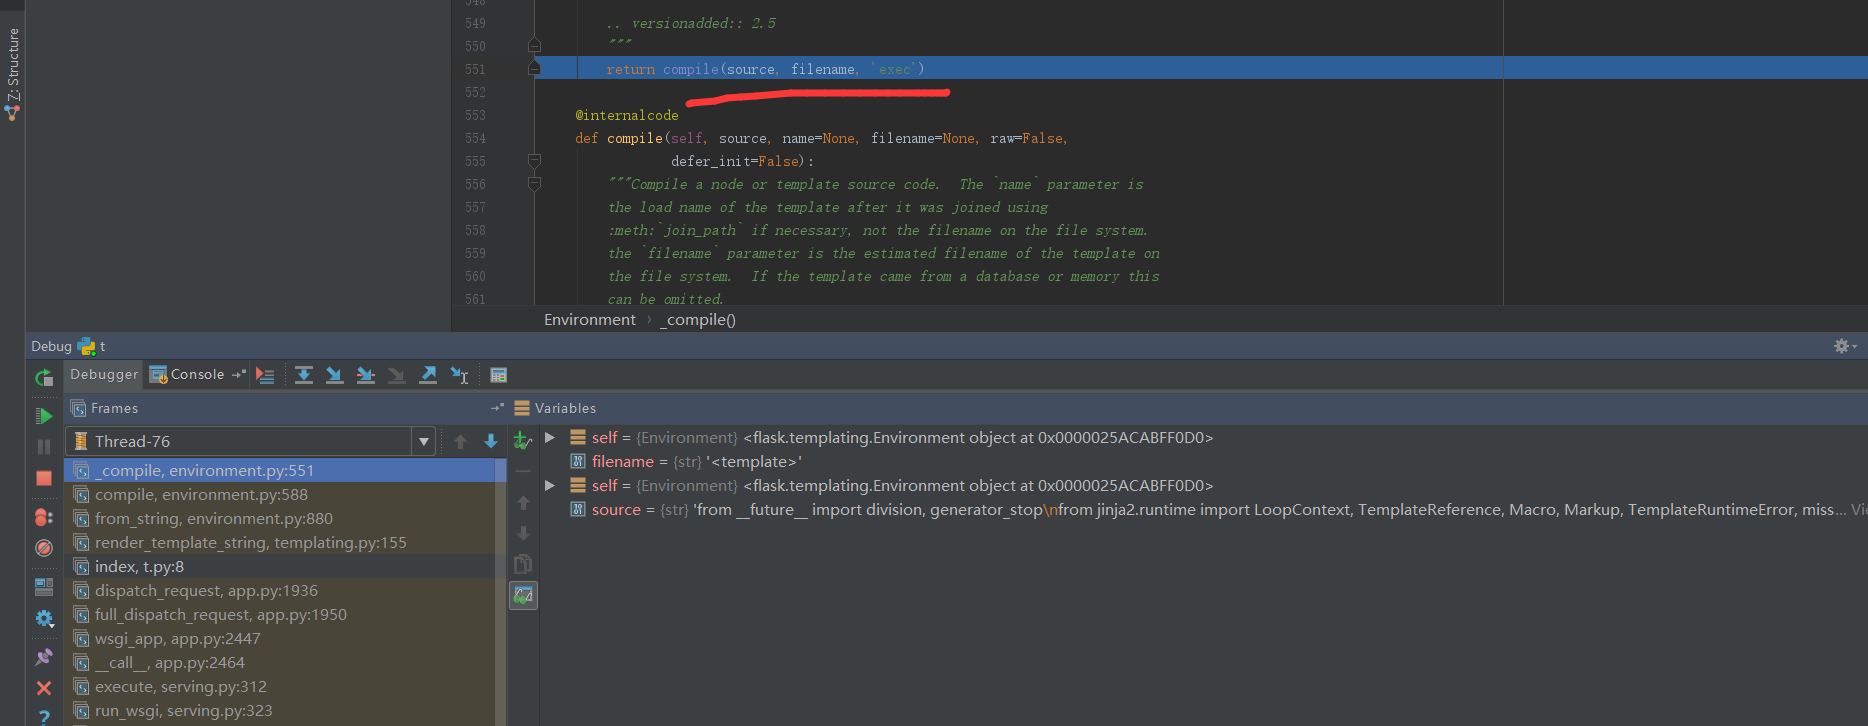 548
549 .. versionadded:: 2.5
550 """
551 return compile(source, filename, 'exec')
552
553 @internalcode
554 def compile(self, source, name=None, filename=None, raw=False,
555 defer_init=False):
556 """Compile a node or template source code.  The `name` parameter is
557 the load name of the template after it was joined using
558 :meth:`join_path` if necessary, not the filename on the file system.
559 the `filename` parameter is the estimated filename of the template on
560 the file system.  If the template came from a database or memory this
561 can be omitted.
Z: Structure
Environment › _compile()
Debug t
Debugger Console
Frames
Variables
Thread-76
_compile, environment.py:551
compile, environment.py:588
from_string, environment.py:880
render_template_string, templating.py:155
index, t.py:8
dispatch_request, app.py:1936
full_dispatch_request, app.py:1950
wsgi_app, app.py:2447
__call__, app.py:2464
execute, serving.py:312
run_wsgi, serving.py:323
self = {Environment} <flask.templating.Environment object at 0x0000025ACABFF0D0>
filename = {str} '<template>'
self = {Environment} <flask.templating.Environment object at 0x0000025ACABFF0D0>
source = {str} 'from __future__ import division, generator_stop\nfrom jinja2.runtime import LoopContext, TemplateReference, Macro, Markup, TemplateRuntimeError, miss... Vie